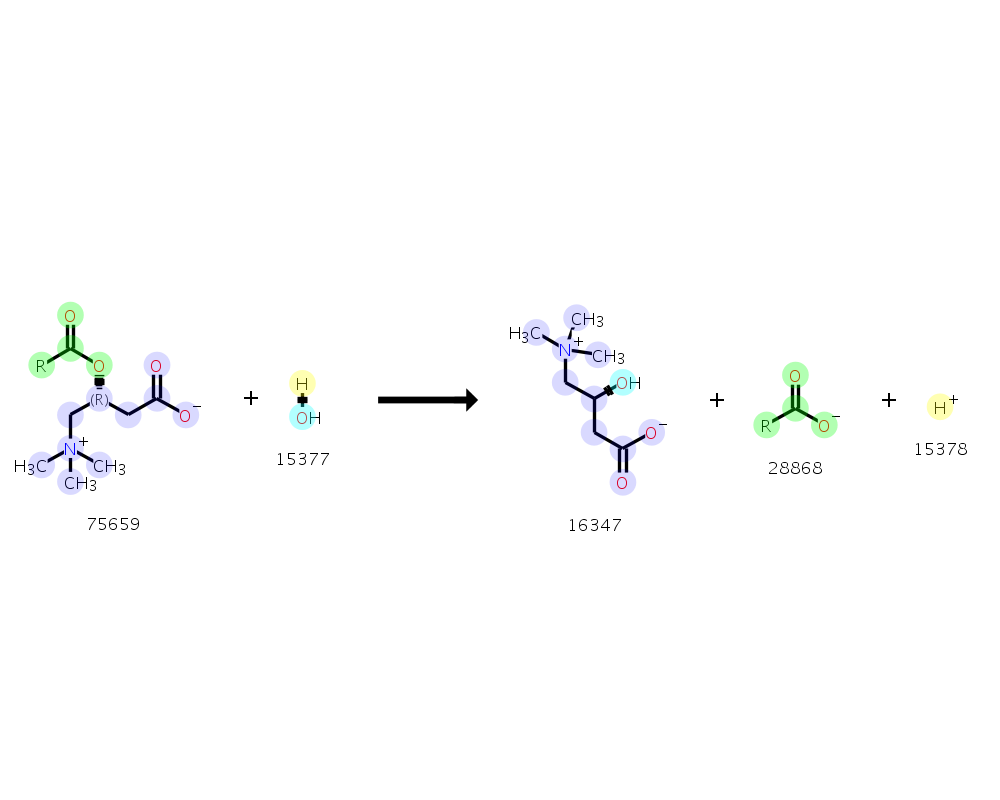 O
R
O
(R)
O
O−
N+
H3C
CH3
CH3
75659
+
H
OH
15377
H3C
CH3
N+
CH3
OH
O−
O
16347
+
O
R
O−
28868
+
H+
15378